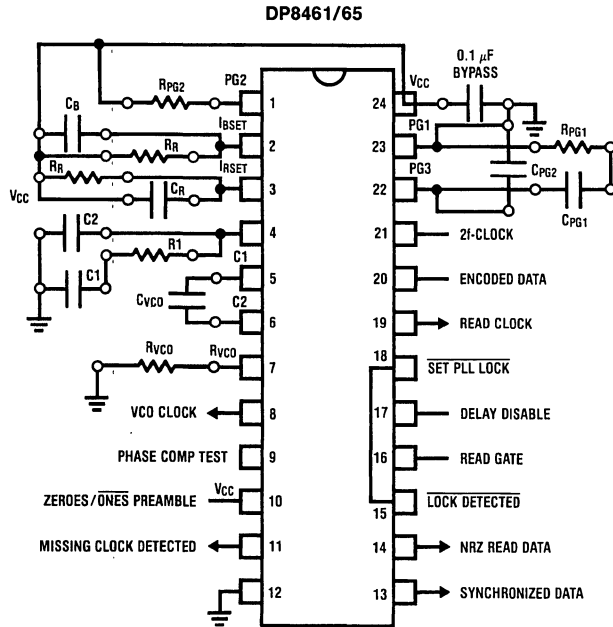 DP8461/65
0.1 μF
BYPASS
VCC
RPG2
PG2
1
24
CB
IBSET
PG1
RPG1
RR
2
23
IRSET
PG3
CPG2
RR
3
22
VCC
CR
CPG1
C2
4
21
2f-CLOCK
R1
C1
C1
5
20
ENCODED DATA
CVCO
C2
6
19
READ CLOCK
RVCO
RVCO
7
18
SET PLL LOCK
VCO CLOCK
8
17
DELAY DISABLE
PHASE COMP TEST
9
16
READ GATE
ZEROES/ONES PREAMBLE
VCC
10
15
LOCK DETECTED
MISSING CLOCK DETECTED
11
14
NRZ READ DATA
12
13
SYNCHRONIZED DATA